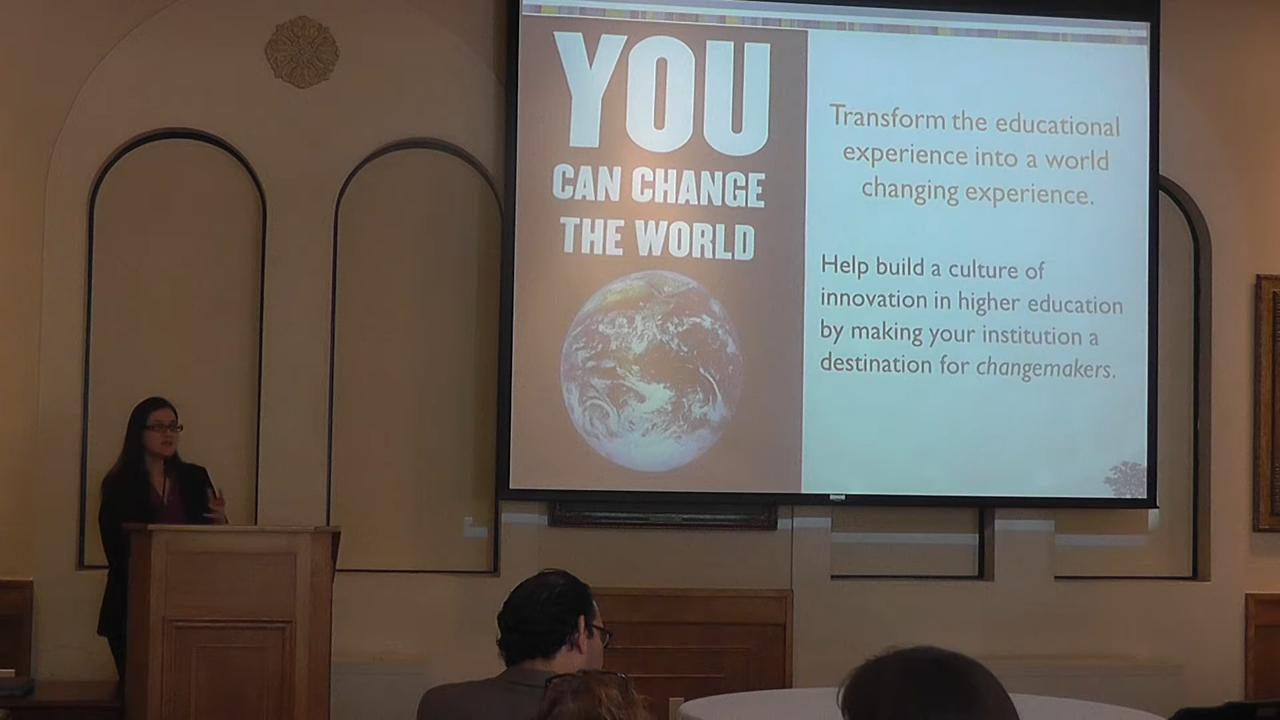 YOU
CAN CHANGE
THE WORLD
Transform the educational
experience into a world
changing experience.
Help build a culture of
innovation in higher education
by making your institution a
destination for changemakers.